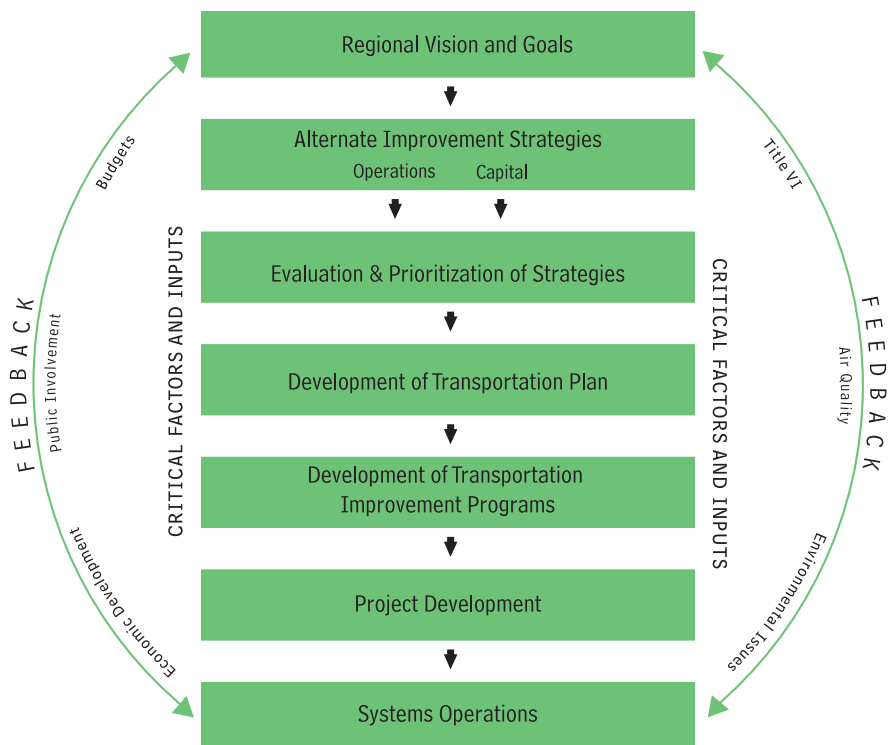 Regional Vision and Goals
Alternate Improvement Strategies
Operations Capital
Evaluation & Prioritization of Strategies
Development of Transportation Plan
Development of Transportation
Improvement Programs
Project Development
Systems Operations
FEEDBACK
Budgets
Public Involvement
Economic Development
CRITICAL FACTORS AND INPUTS
CRITICAL FACTORS AND INPUTS
Title VI
Air Quality
Environmental Issues
FEEDBACK